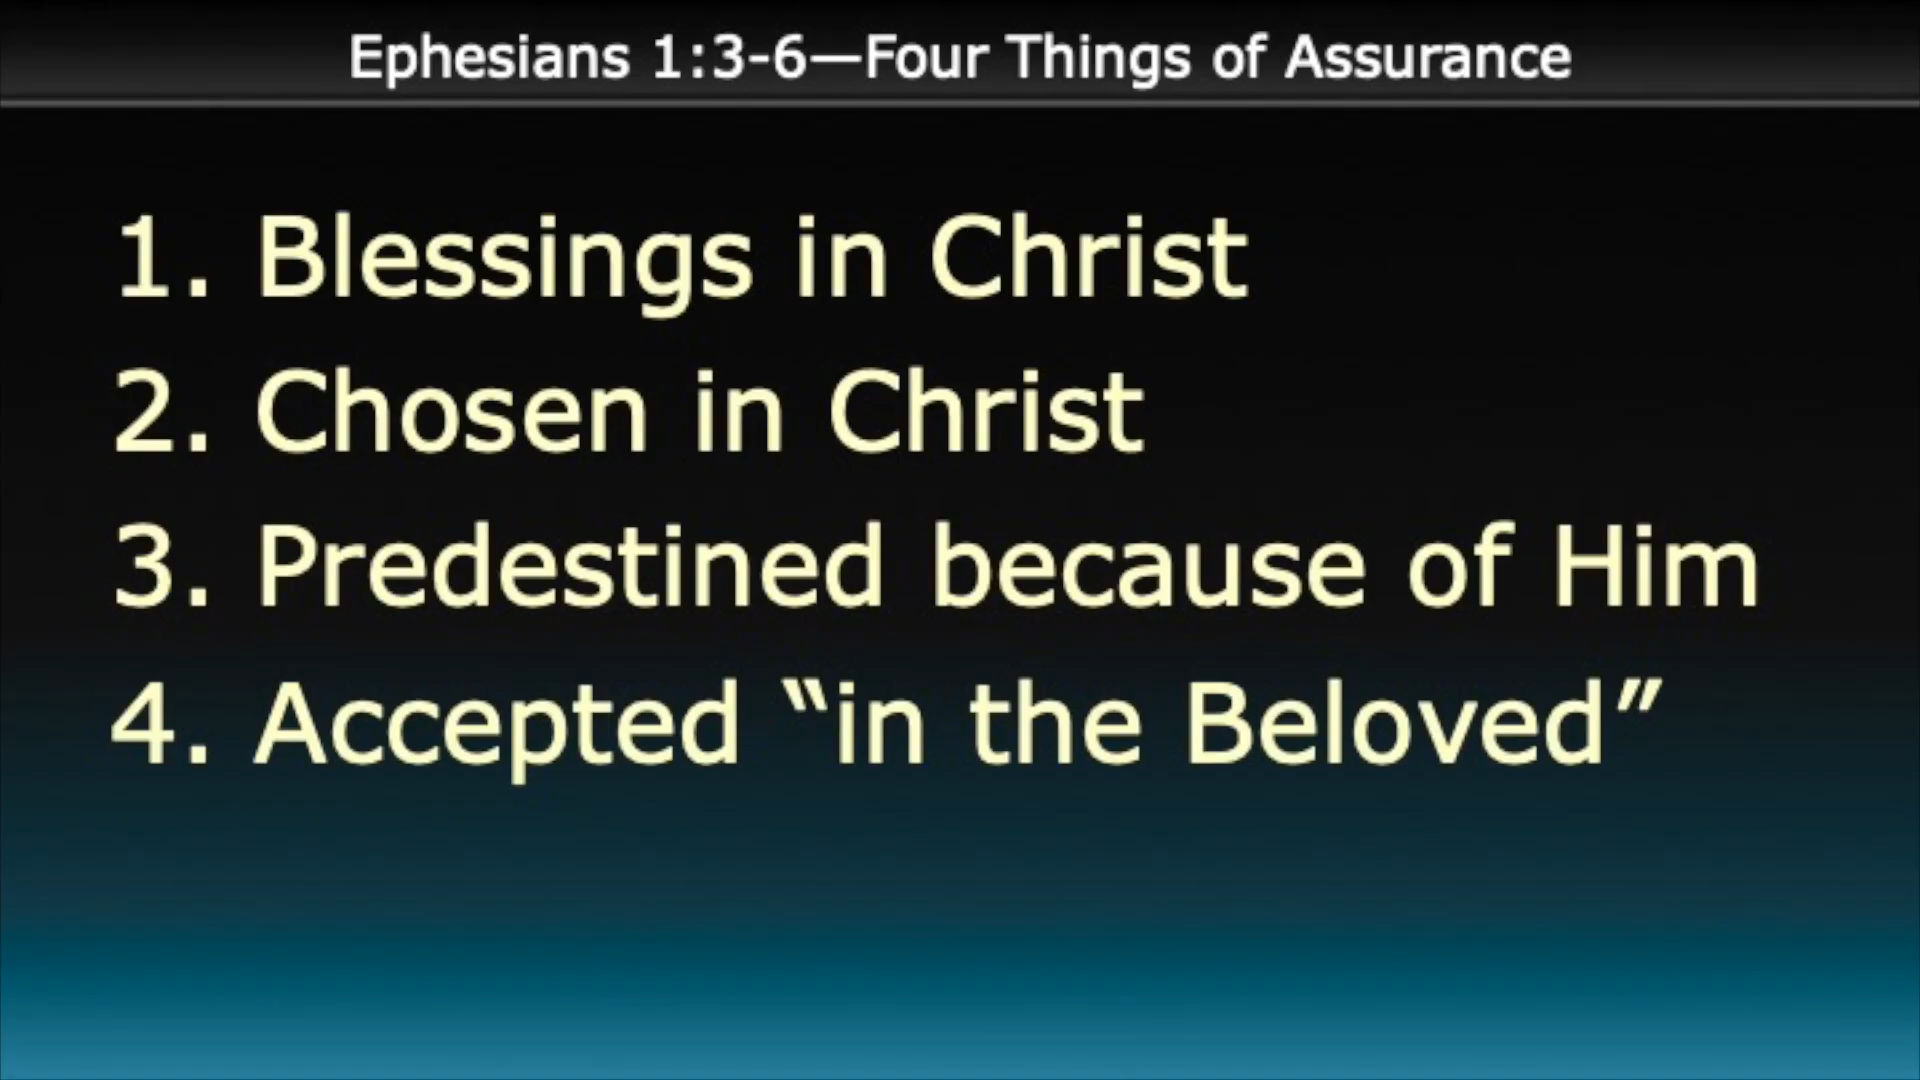 Ephesians 1:3-6—Four Things of Assurance
1. Blessings in Christ
2. Chosen in Christ
3. Predestined because of Him
4. Accepted “in the Beloved”